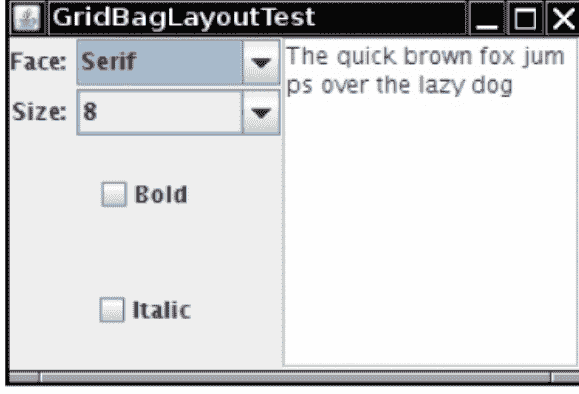 GridBagLayoutTest
Face: Serif
Size: 8
Bold
Italic
The quick brown fox jum
ps over the lazy dog